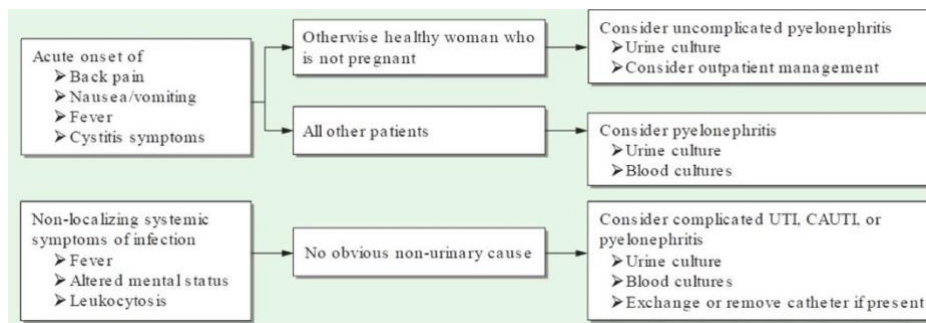 Acute onset of
➢ Back pain
➢ Nausea/vomiting
➢ Fever
➢ Cystitis symptoms
Otherwise healthy woman who
is not pregnant
Consider uncomplicated pyelonephritis
➢ Urine culture
➢ Consider outpatient management
All other patients
Consider pyelonephritis
➢ Urine culture
➢ Blood cultures
Non-localizing systemic
symptoms of infection
➢ Fever
➢ Altered mental status
➢ Leukocytosis
No obvious non-urinary cause
Consider complicated UTI, CAUTI, or
pyelonephritis
➢ Urine culture
➢ Blood cultures
➢ Exchange or remove catheter if present